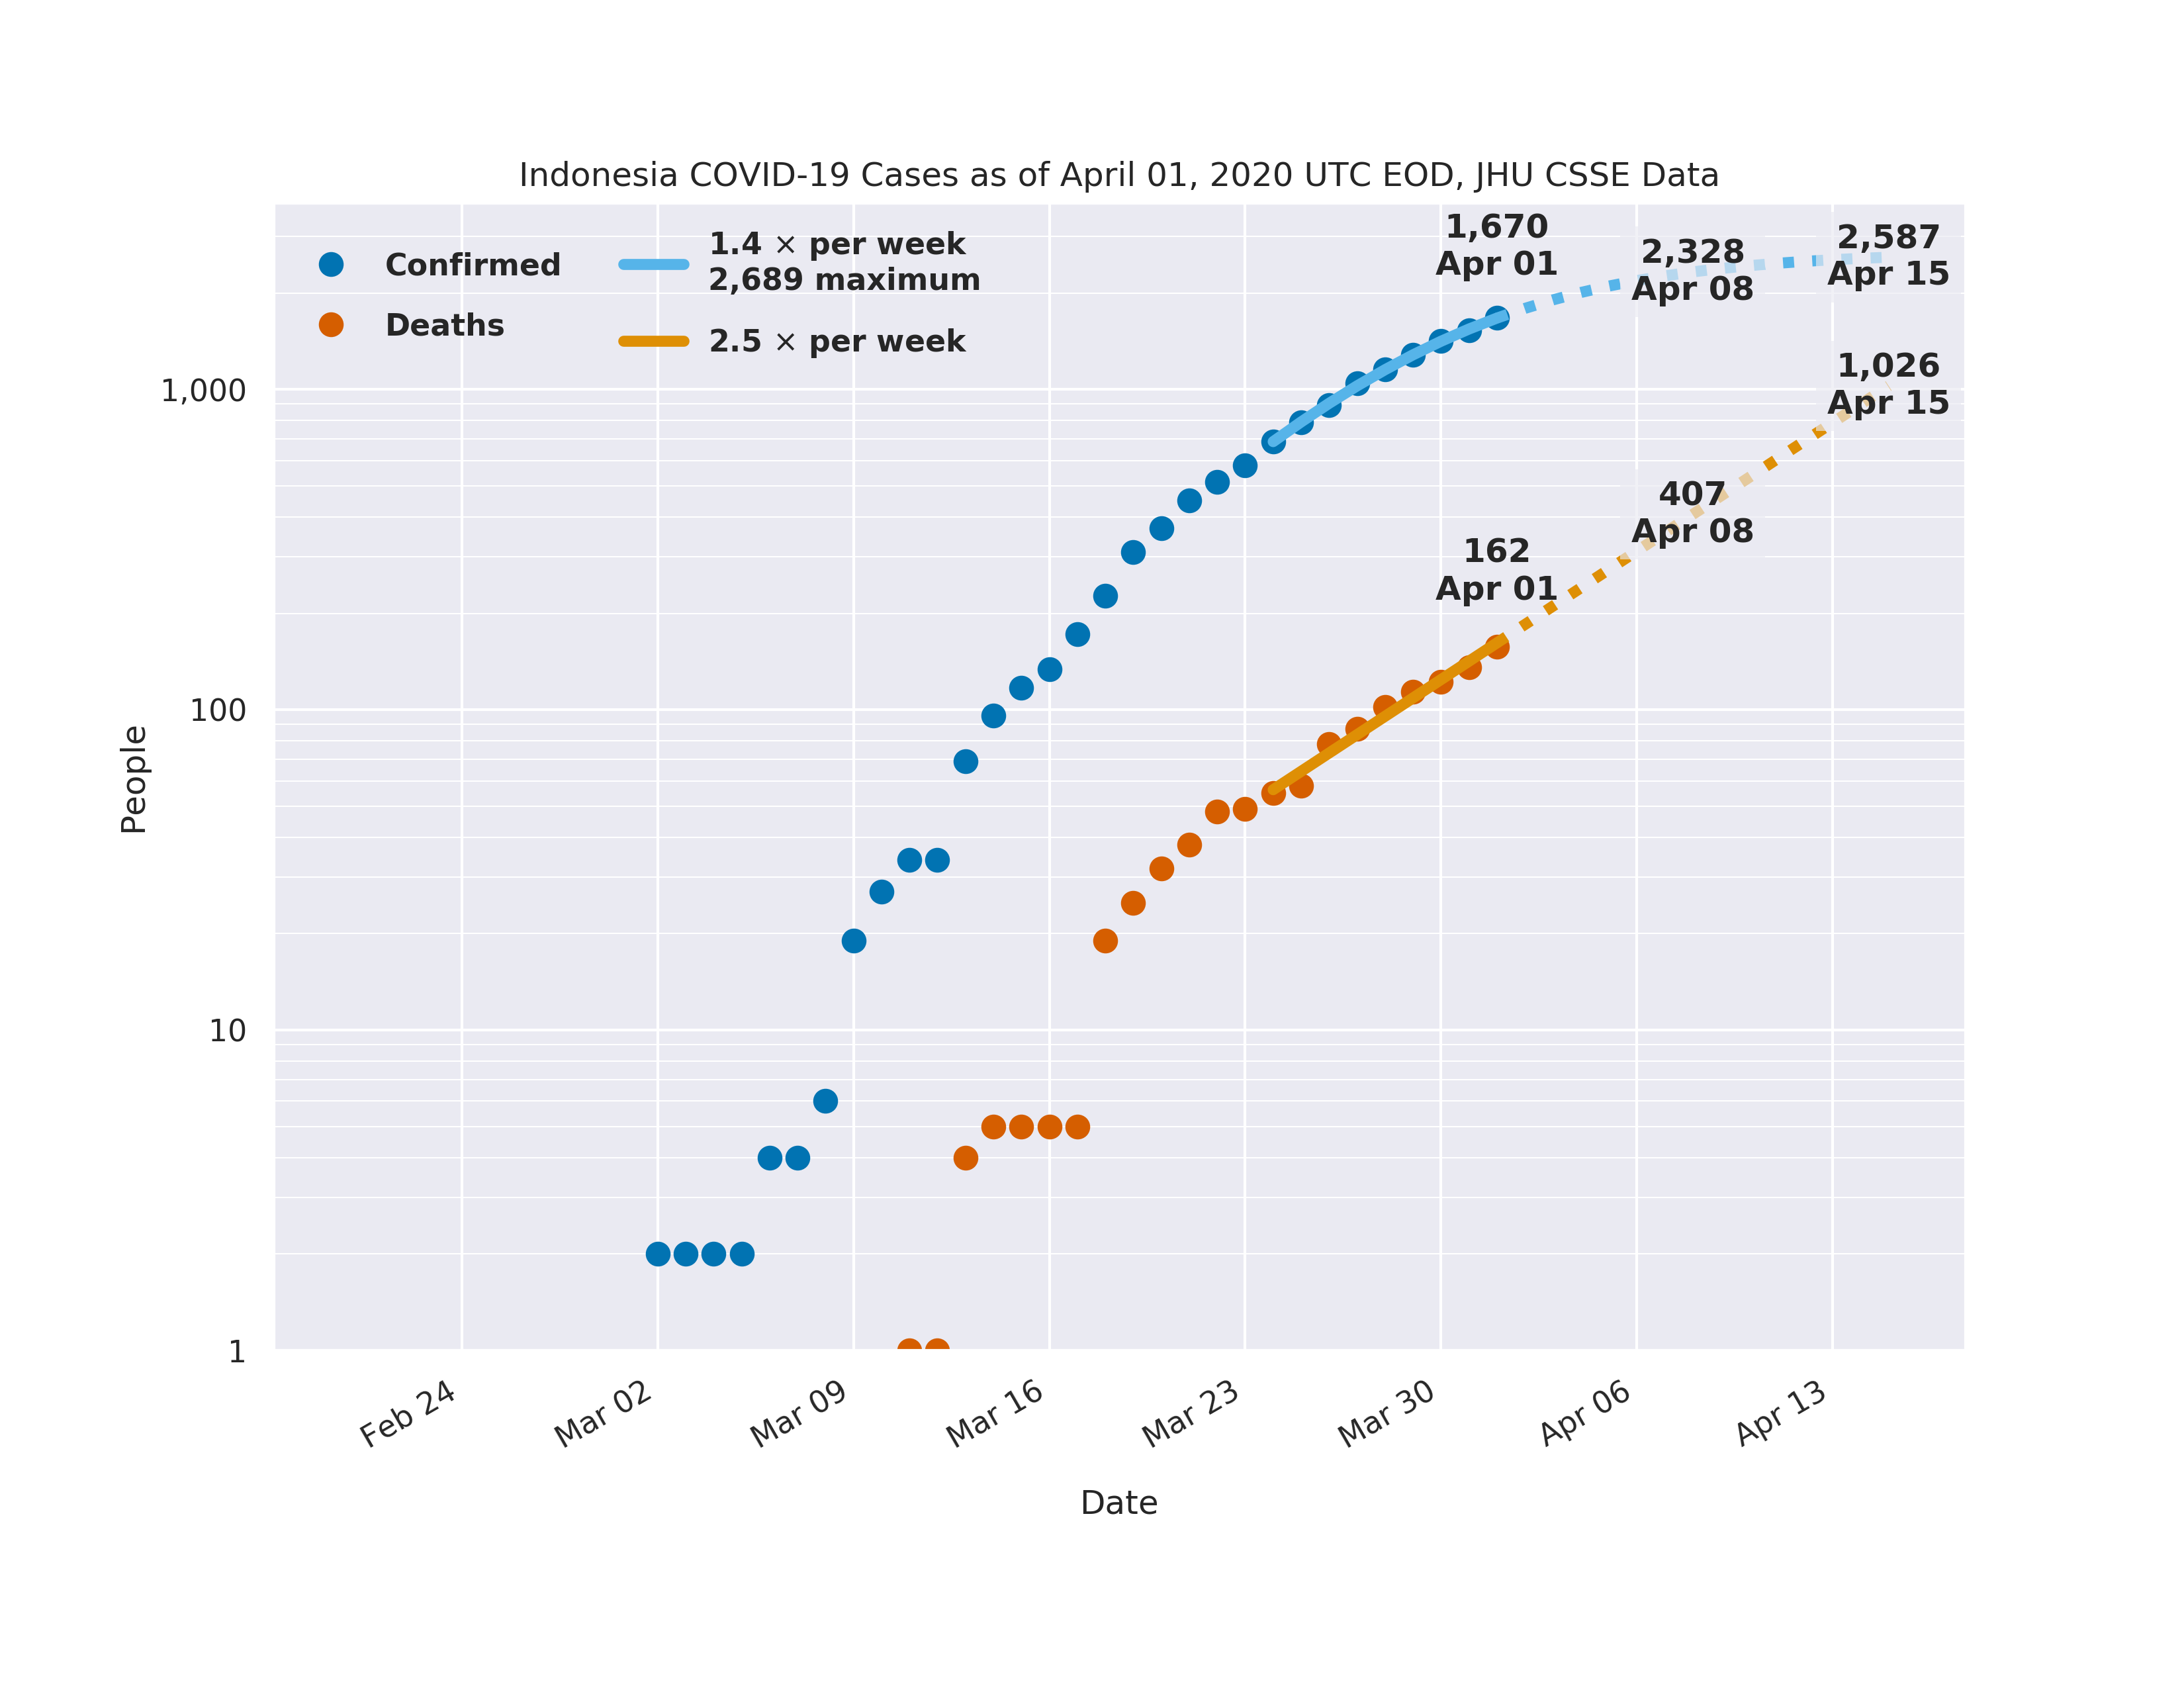 Indonesia COVID-19 Cases as of April 01, 2020 UTC EOD, JHU CSSE Data
Confirmed
Deaths
1.4 × per week
2,689 maximum
2.5 × per week
1,670
Apr 01
2,328
Apr 08
2,587
Apr 15
1,026
Apr 15
407
Apr 08
162
Apr 01
People
1,000
100
10
1
Feb 24
Mar 02
Mar 09
Mar 16
Mar 23
Mar 30
Apr 06
Apr 13
Date